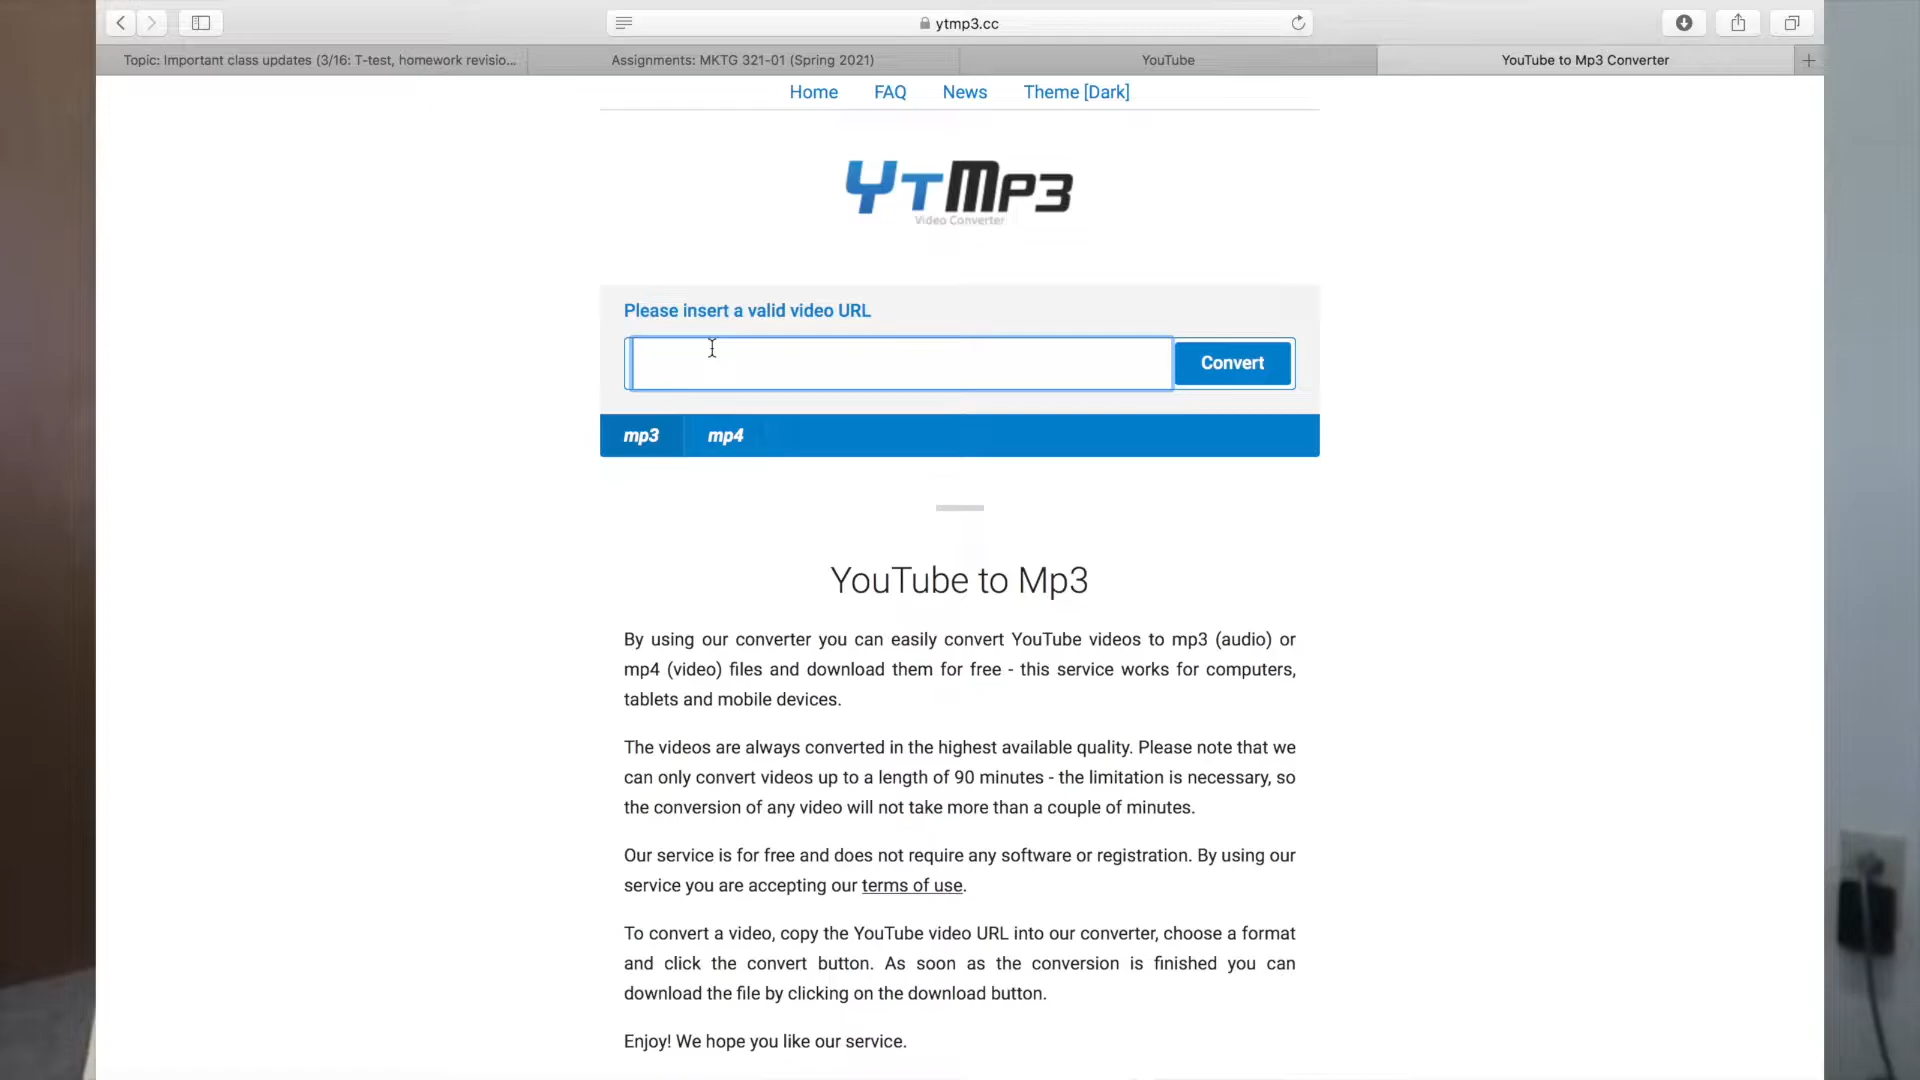 ytmp3.cc
Topic: Important class updates (3/16: T-test, homework revisio...
Assignments: MKTG 321-01 (Spring 2021)
YouTube
YouTube to Mp3 Converter
Home FAQ News Theme [Dark]
YTMP3
Video Converter
Please insert a valid video URL
Convert
mp3 mp4
YouTube to Mp3
By using our converter you can easily convert YouTube videos to mp3 (audio) or
mp4 (video) files and download them for free - this service works for computers,
tablets and mobile devices.
The videos are always converted in the highest available quality. Please note that we
can only convert videos up to a length of 90 minutes - the limitation is necessary, so
the conversion of any video will not take more than a couple of minutes.
Our service is for free and does not require any software or registration. By using our
service you are accepting our terms of use.
To convert a video, copy the YouTube video URL into our converter, choose a format
and click the convert button. As soon as the conversion is finished you can
download the file by clicking on the download button.
Enjoy! We hope you like our service.